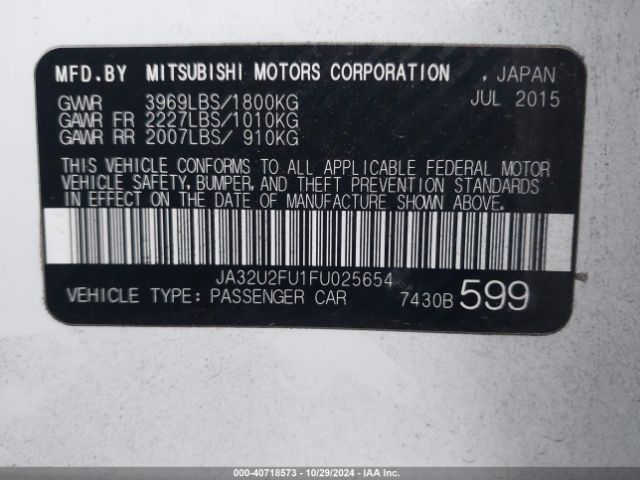 MFD.BY MITSUBISHI MOTORS CORPORATION , JAPAN
GVWR 3969LBS/1800KG JUL 2015
GAWR FR 2227LBS/1010KG
GAWR RR 2007LBS/ 910KG
THIS VEHICLE CONFORMS TO ALL APPLICABLE FEDERAL MOTOR
VEHICLE SAFETY, BUMPER, AND THEFT PREVENTION STANDARDS
IN EFFECT ON THE DATE OF MANUFACTURE SHOWN ABOVE.
JA32U2FU1FU025654
VEHICLE TYPE: PASSENGER CAR 7430B 599
000-40718573 - 10/29/2024 - IAA Inc.